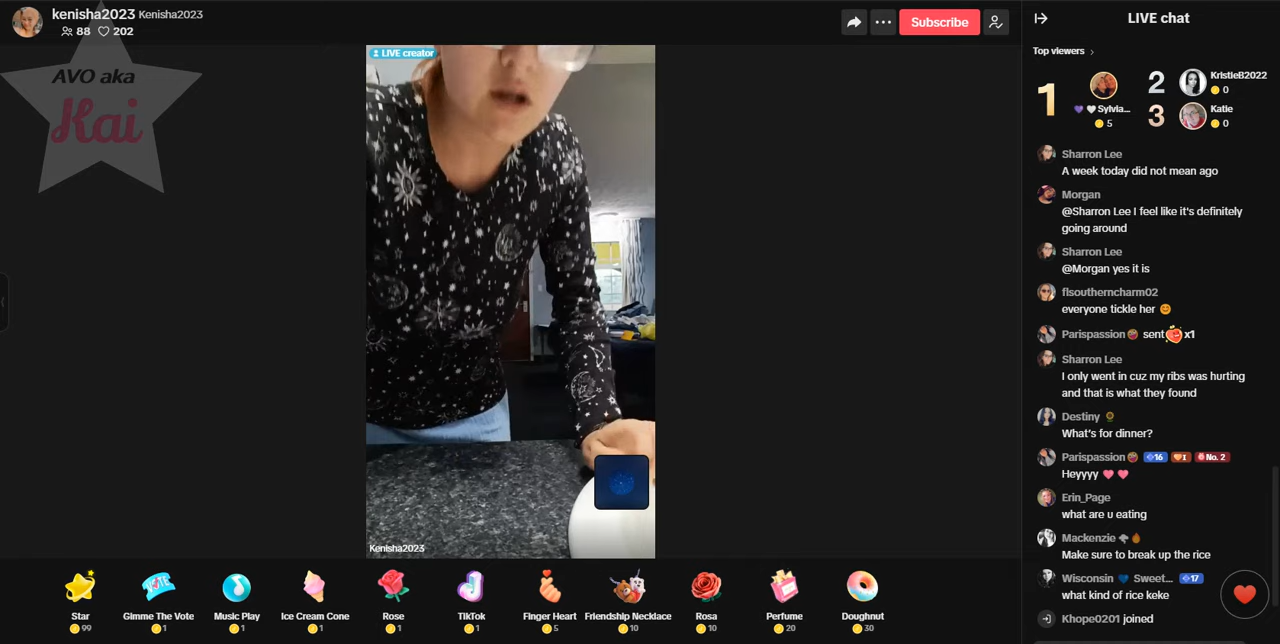 kenisha2023 Kenisha2023
88 202
Subscribe
AVO aka
Kai
LIVE creator
Kenisha2023
Star
99
Gimme The Vote
1
Music Play
1
Ice Cream Cone
1
Rose
1
TikTok
1
Finger Heart
5
Friendship Necklace
10
Rosa
10
Perfume
20
Doughnut
30
LIVE chat
Top viewers
1
Sylvia...
5
2
KristieB2022
0
3
Katie
0
Sharron Lee
A week today did not mean ago
Morgan
@Sharron Lee I feel like it's definitely
going around
Sharron Lee
@Morgan yes it is
flsoutherncharm02
everyone tickle her
Parispassion sent x1
Sharron Lee
I only went in cuz my ribs was hurting
and that is what they found
Destiny
What's for dinner?
Parispassion 16 I No. 2
Heyyyy
Erin_Page
what are u eating
Mackenzie
Make sure to break up the rice
Wisconsin Sweet... 17
what kind of rice keke
Khope0201 joined